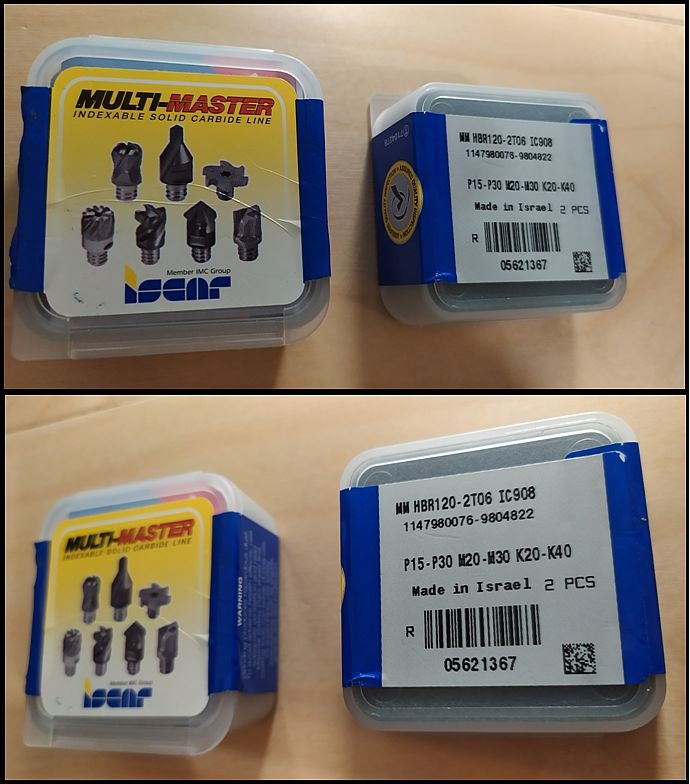 MULTI-MASTER
INDEXABLE SOLID CARBIDE LINE
Member IMC Group
iscar
MM HBR120-2T06 IC908
1147980076-9804822
P15-P30 M20-M30 K20-K40
Made in Israel 2 PCS
R
05621367
MULTI-MASTER
INDEXABLE SOLID CARBIDE LINE
Member IMC Group
iscar
WARNING
MM HBR120-2T06 IC908
1147980076-9804822
P15-P30 M20-M30 K20-K40
Made in Israel 2 PCS
R
05621367